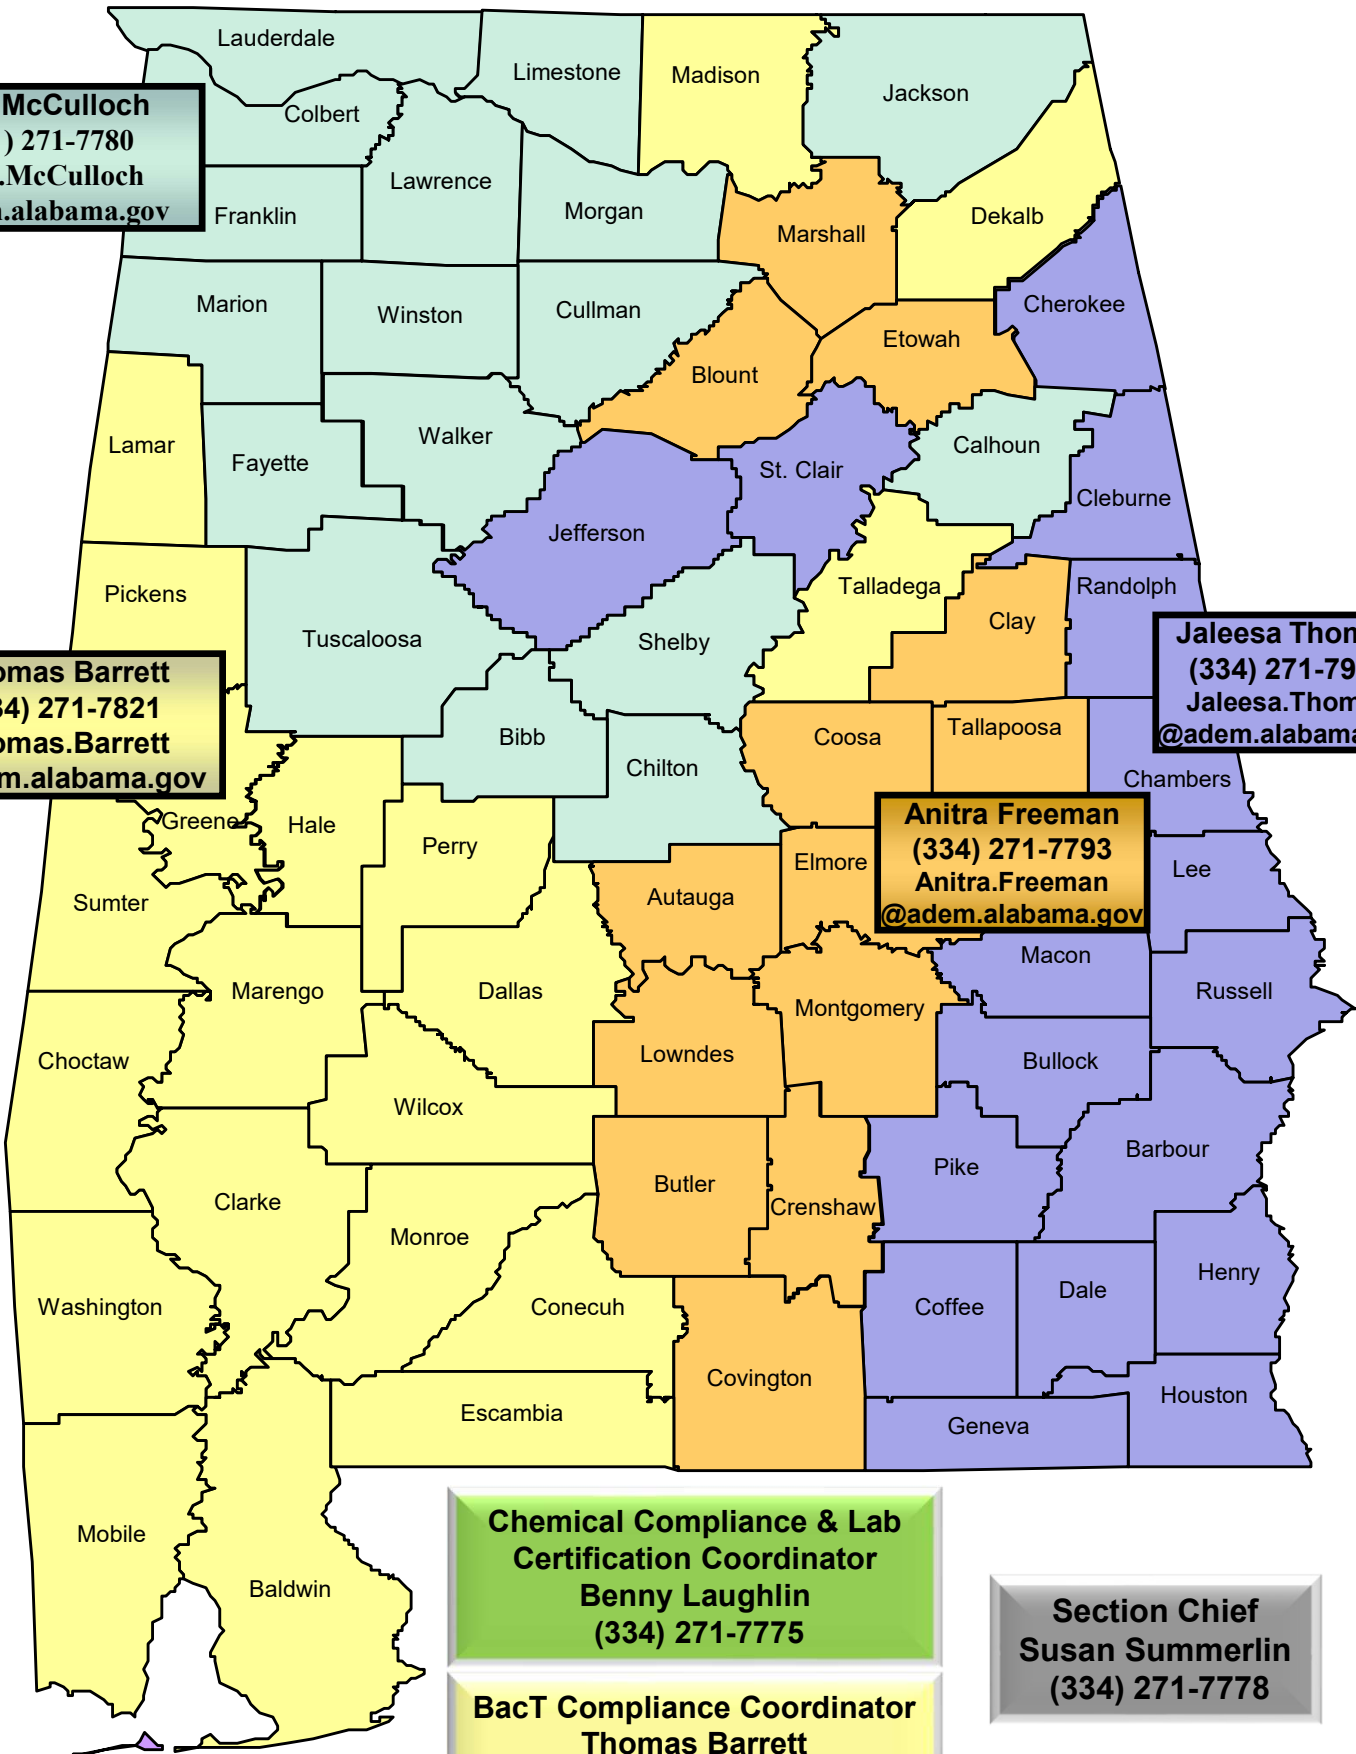 Lauderdale
Limestone
Madison
Jackson
Colbert
McCulloch
) 271-7780
.McCulloch
.alabama.gov
Lawrence
Franklin
Morgan
Marshall
Dekalb
Marion
Winston
Cullman
Cherokee
Etowah
Blount
Lamar
Fayette
Walker
St. Clair
Calhoun
Cleburne
Jefferson
Pickens
Talladega
Randolph
Clay
Tuscaloosa
Shelby
omas Barrett
34) 271-7821
omas.Barrett
m.alabama.gov
Jaleesa Thom
(334) 271-79
Jaleesa.Thom
@adem.alabama
Bibb
Coosa
Tallapoosa
Chilton
Chambers
Greene
Hale
Perry
Elmore
Anitra Freeman
(334) 271-7793
Anitra.Freeman
@adem.alabama.gov
Lee
Sumter
Autauga
Macon
Marengo
Dallas
Montgomery
Russell
Choctaw
Lowndes
Bullock
Wilcox
Barbour
Pike
Butler
Clarke
Crenshaw
Monroe
Henry
Washington
Conecuh
Coffee
Dale
Covington
Houston
Escambia
Geneva
Mobile
Baldwin
Chemical Compliance & Lab
Certification Coordinator
Benny Laughlin
(334) 271-7775
Section Chief
Susan Summerlin
(334) 271-7778
BacT Compliance Coordinator
Thomas Barrett